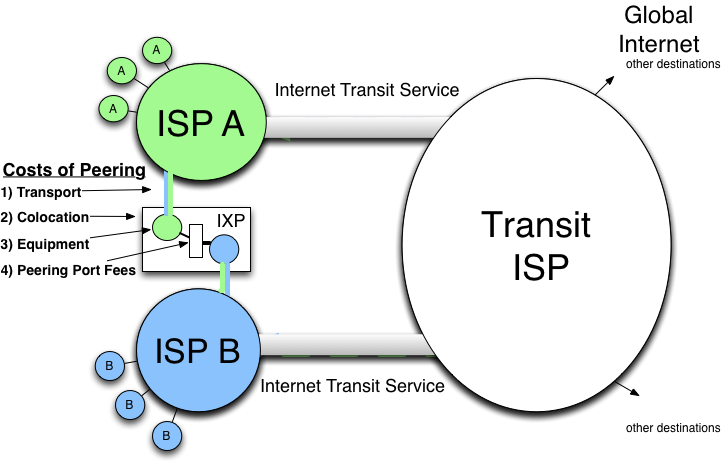 Global
Internet
other destinations
A
A
A
Internet Transit Service
ISP A
Costs of Peering
1) Transport
2) Colocation
3) Equipment
4) Peering Port Fees
IXP
Transit
ISP
ISP B
Internet Transit Service
B
B
B
other destinations